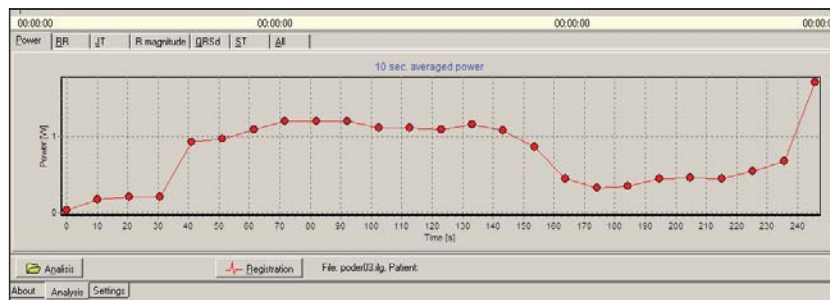 00:00:00 00:00:00 00:00:00 00:00:0
Power RR JT R magnitude QRSd ST All
10 sec. averaged power
Power [W]
1
0
0 10 20 30 40 50 60 70 80 90 100 110 120 130 140 150 160 170 180 190 200 210 220 230 240
Time [s]
Analisis Registration File: poder03.ilg, Patient:
About Analysis Settings